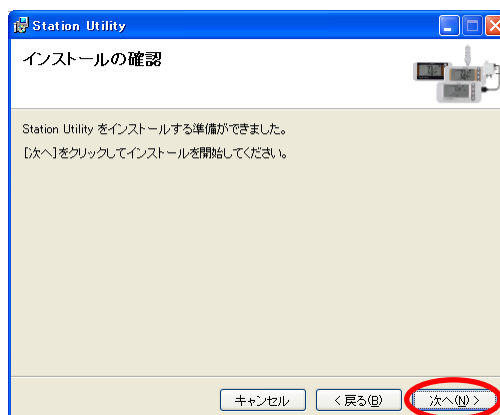 Station Utility
インストールの確認
Station Utility をインストールする準備ができました。
[次へ]をクリックしてインストールを開始してください。
キャンセル
< 戻る(B)
次へ(N) >